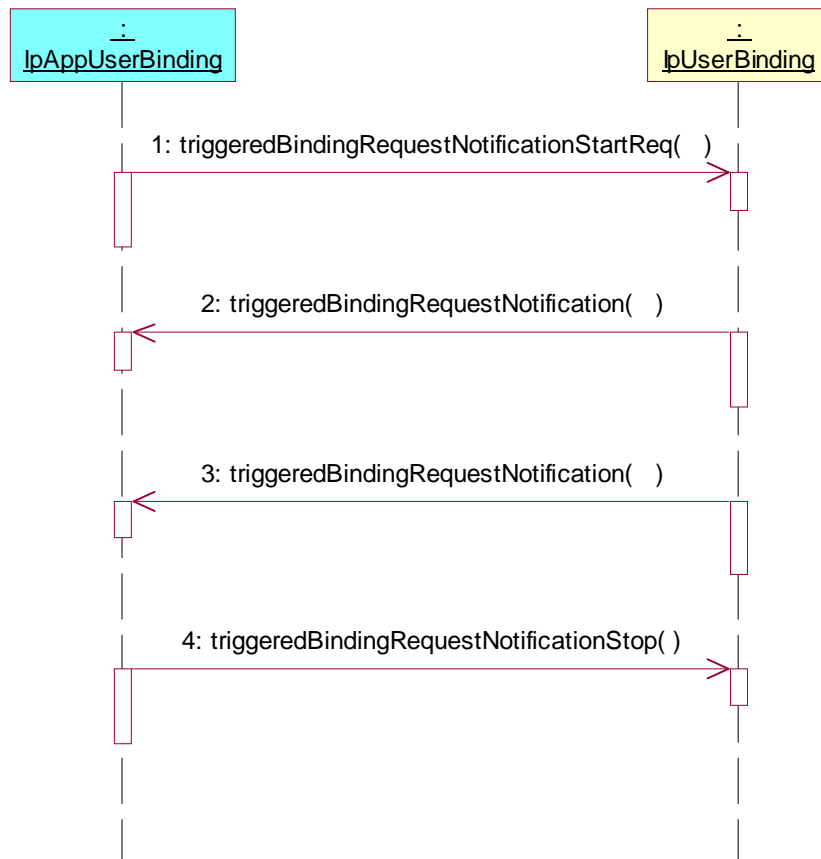 :
IpAppUserBinding
:
IpUserBinding
1: triggeredBindingRequestNotificationStartReq( )
2: triggeredBindingRequestNotification( )
3: triggeredBindingRequestNotification( )
4: triggeredBindingRequestNotificationStop( )